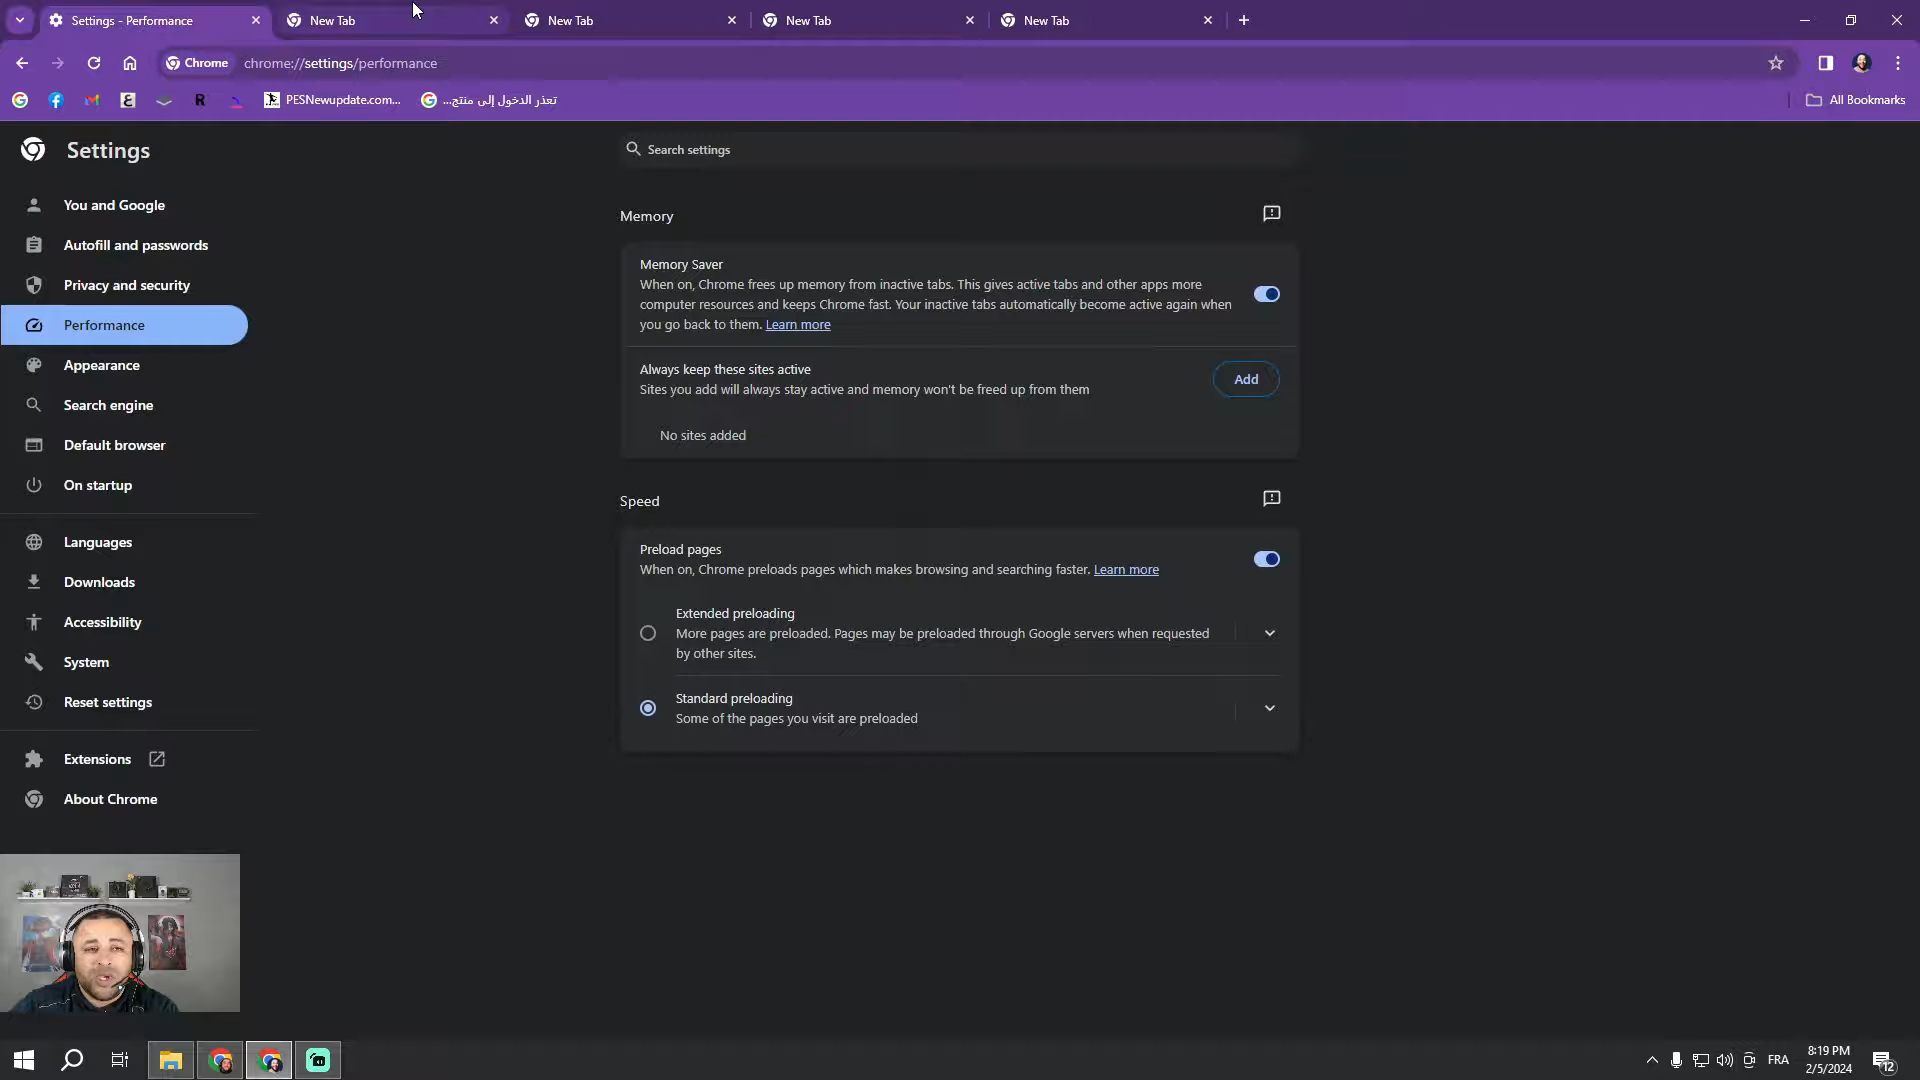 Settings - Performance
New Tab
New Tab
New Tab
New Tab
Chrome
chrome://settings/performance
PESNewupdate.com...
تعذر الدخول إلى منتج...
All Bookmarks
Settings
Search settings
You and Google
Autofill and passwords
Privacy and security
Performance
Appearance
Search engine
Default browser
On startup
Languages
Downloads
Accessibility
System
Reset settings
Extensions
About Chrome
Memory
Memory Saver
When on, Chrome frees up memory from inactive tabs. This gives active tabs and other apps more
computer resources and keeps Chrome fast. Your inactive tabs automatically become active again when
you go back to them. Learn more
Always keep these sites active
Sites you add will always stay active and memory won't be freed up from them
Add
No sites added
Speed
Preload pages
When on, Chrome preloads pages which makes browsing and searching faster. Learn more
Extended preloading
More pages are preloaded. Pages may be preloaded through Google servers when requested
by other sites.
Standard preloading
Some of the pages you visit are preloaded
FRA
8:19 PM
2/5/2024
12